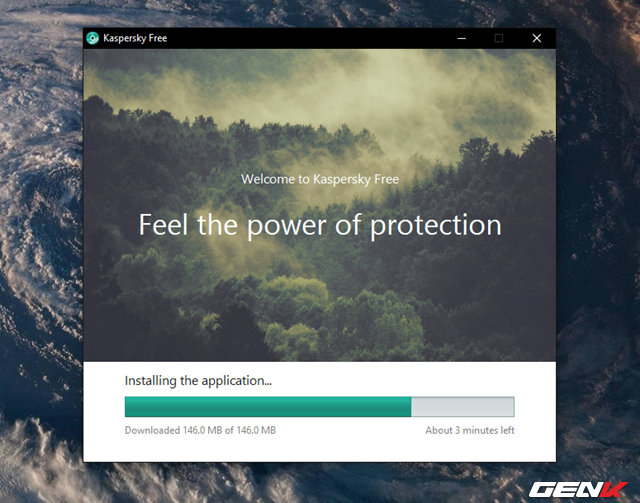 Kaspersky Free
Welcome to Kaspersky Free
Feel the power of protection
Installing the application...
Downloaded 146.0 MB of 146.0 MB
About 3 minutes left
GENK